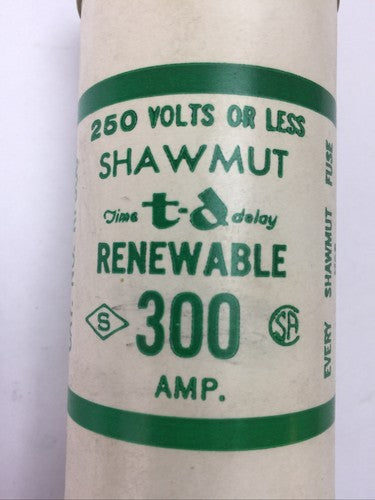 250 VOLTS OR LESS
SHAWMUT
Time t-d delay
RENEWABLE
S 300 SA
AMP.
EVERY SHAWMUT FUSE